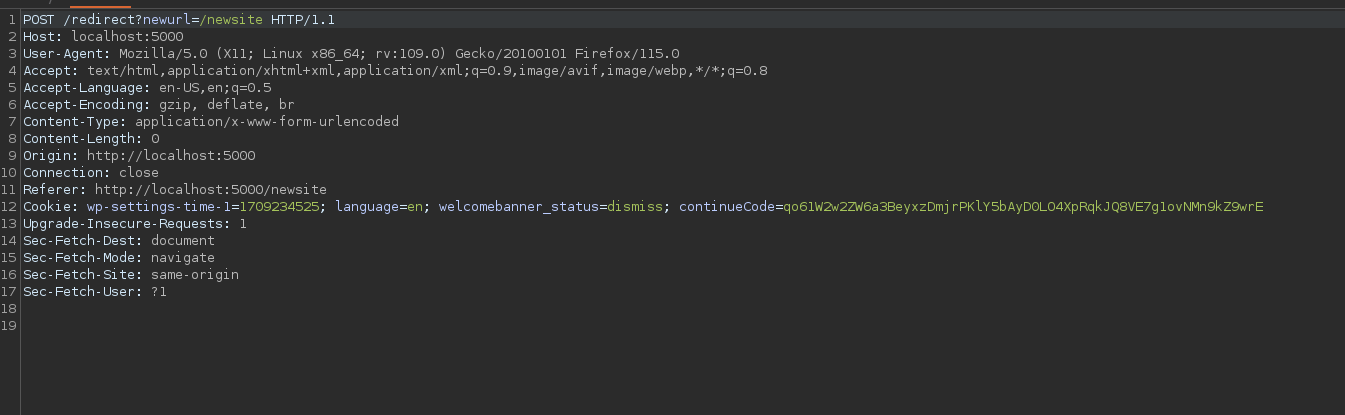 1 POST /redirect?newurl=/newsite HTTP/1.1
2 Host: localhost:5000
3 User-Agent: Mozilla/5.0 (X11; Linux x86_64; rv:109.0) Gecko/20100101 Firefox/115.0
4 Accept: text/html,application/xhtml+xml,application/xml;q=0.9,image/avif,image/webp,*/*;q=0.8
5 Accept-Language: en-US,en;q=0.5
6 Accept-Encoding: gzip, deflate, br
7 Content-Type: application/x-www-form-urlencoded
8 Content-Length: 0
9 Origin: http://localhost:5000
10 Connection: close
11 Referer: http://localhost:5000/newsite
12 Cookie: wp-settings-time-1=1709234525; language=en; welcomebanner_status=dismiss; continueCode=qo61W2w2ZW6a3BeyxzDmjrPKlY5bAyDOLO4XpRqkJQ8VE7g1ovNMn9kZ9wrE
13 Upgrade-Insecure-Requests: 1
14 Sec-Fetch-Dest: document
15 Sec-Fetch-Mode: navigate
16 Sec-Fetch-Site: same-origin
17 Sec-Fetch-User: ?1
18
19